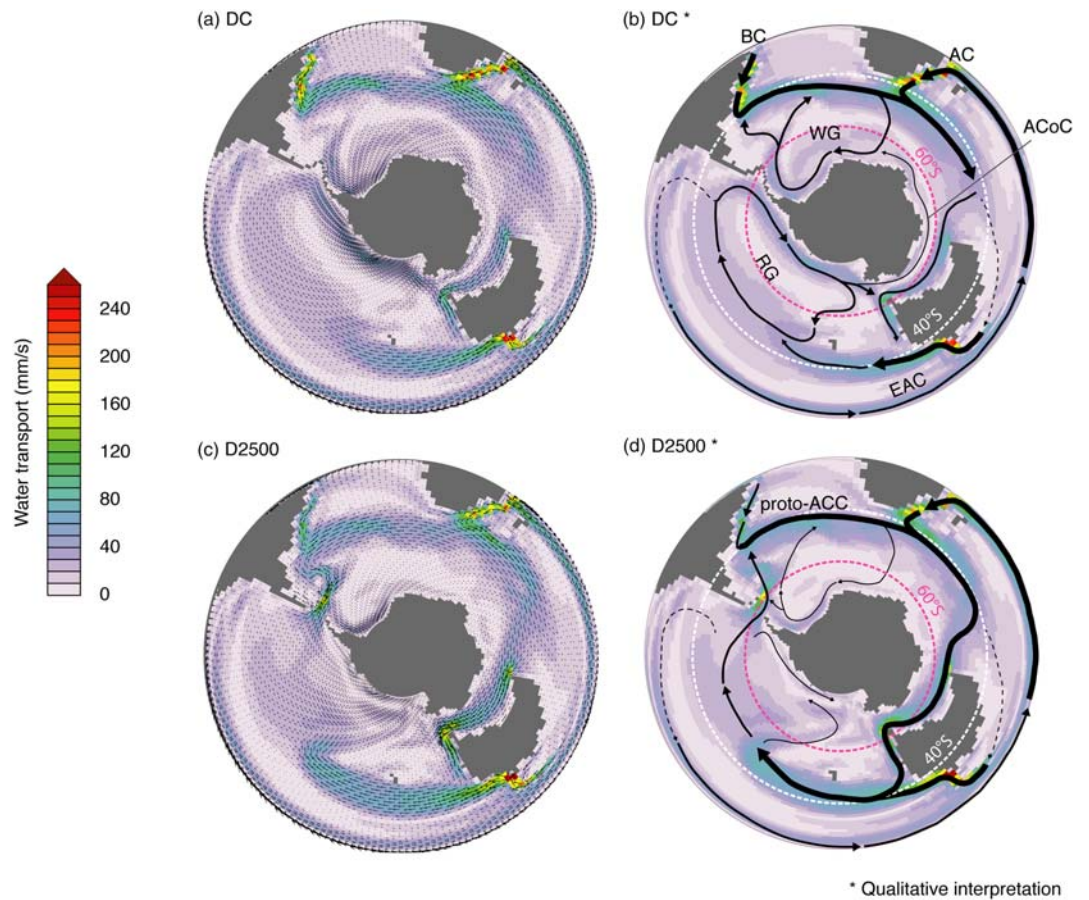 (a) DC
(b) DC *
BC
AC
ACoC
WG
60°S
RG
40°S
EAC
Water transport (mm/s)
240
200
160
120
80
40
0
(c) D2500
(d) D2500 *
proto-ACC
60°S
40°S
* Qualitative interpretation